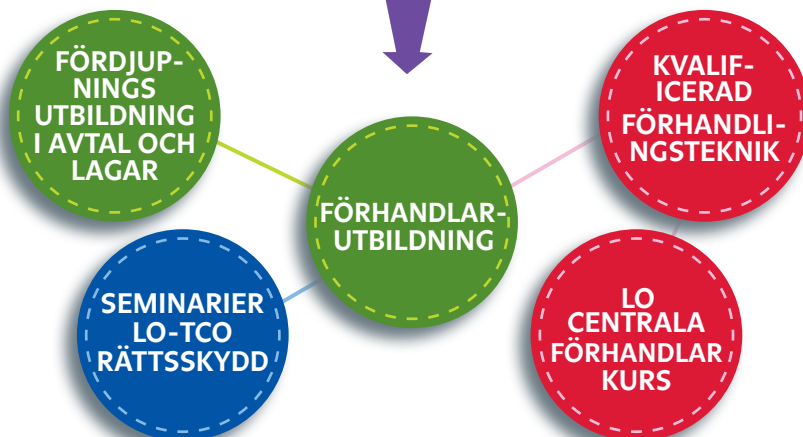 FÖRDJUP-
NINGS
UTBILDNING
I AVTAL OCH
LAGAR
KVALIF-
ICERAD
FÖRHANDLI-
NGSTEKNIK
FÖRHANDLAR-
UTBILDNING
SEMINARIER
LO-TCO
RÄTTSSKYDD
LO
CENTRALA
FÖRHANDLAR
KURS